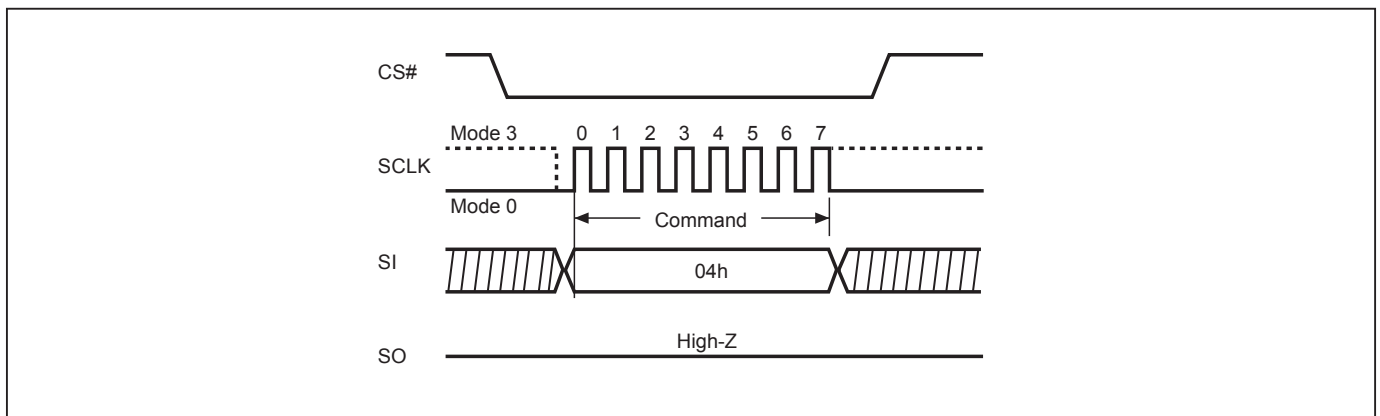 CS#
Mode 3 0 1 2 3 4 5 6 7
SCLK
Mode 0
Command
SI
04h
High-Z
SO